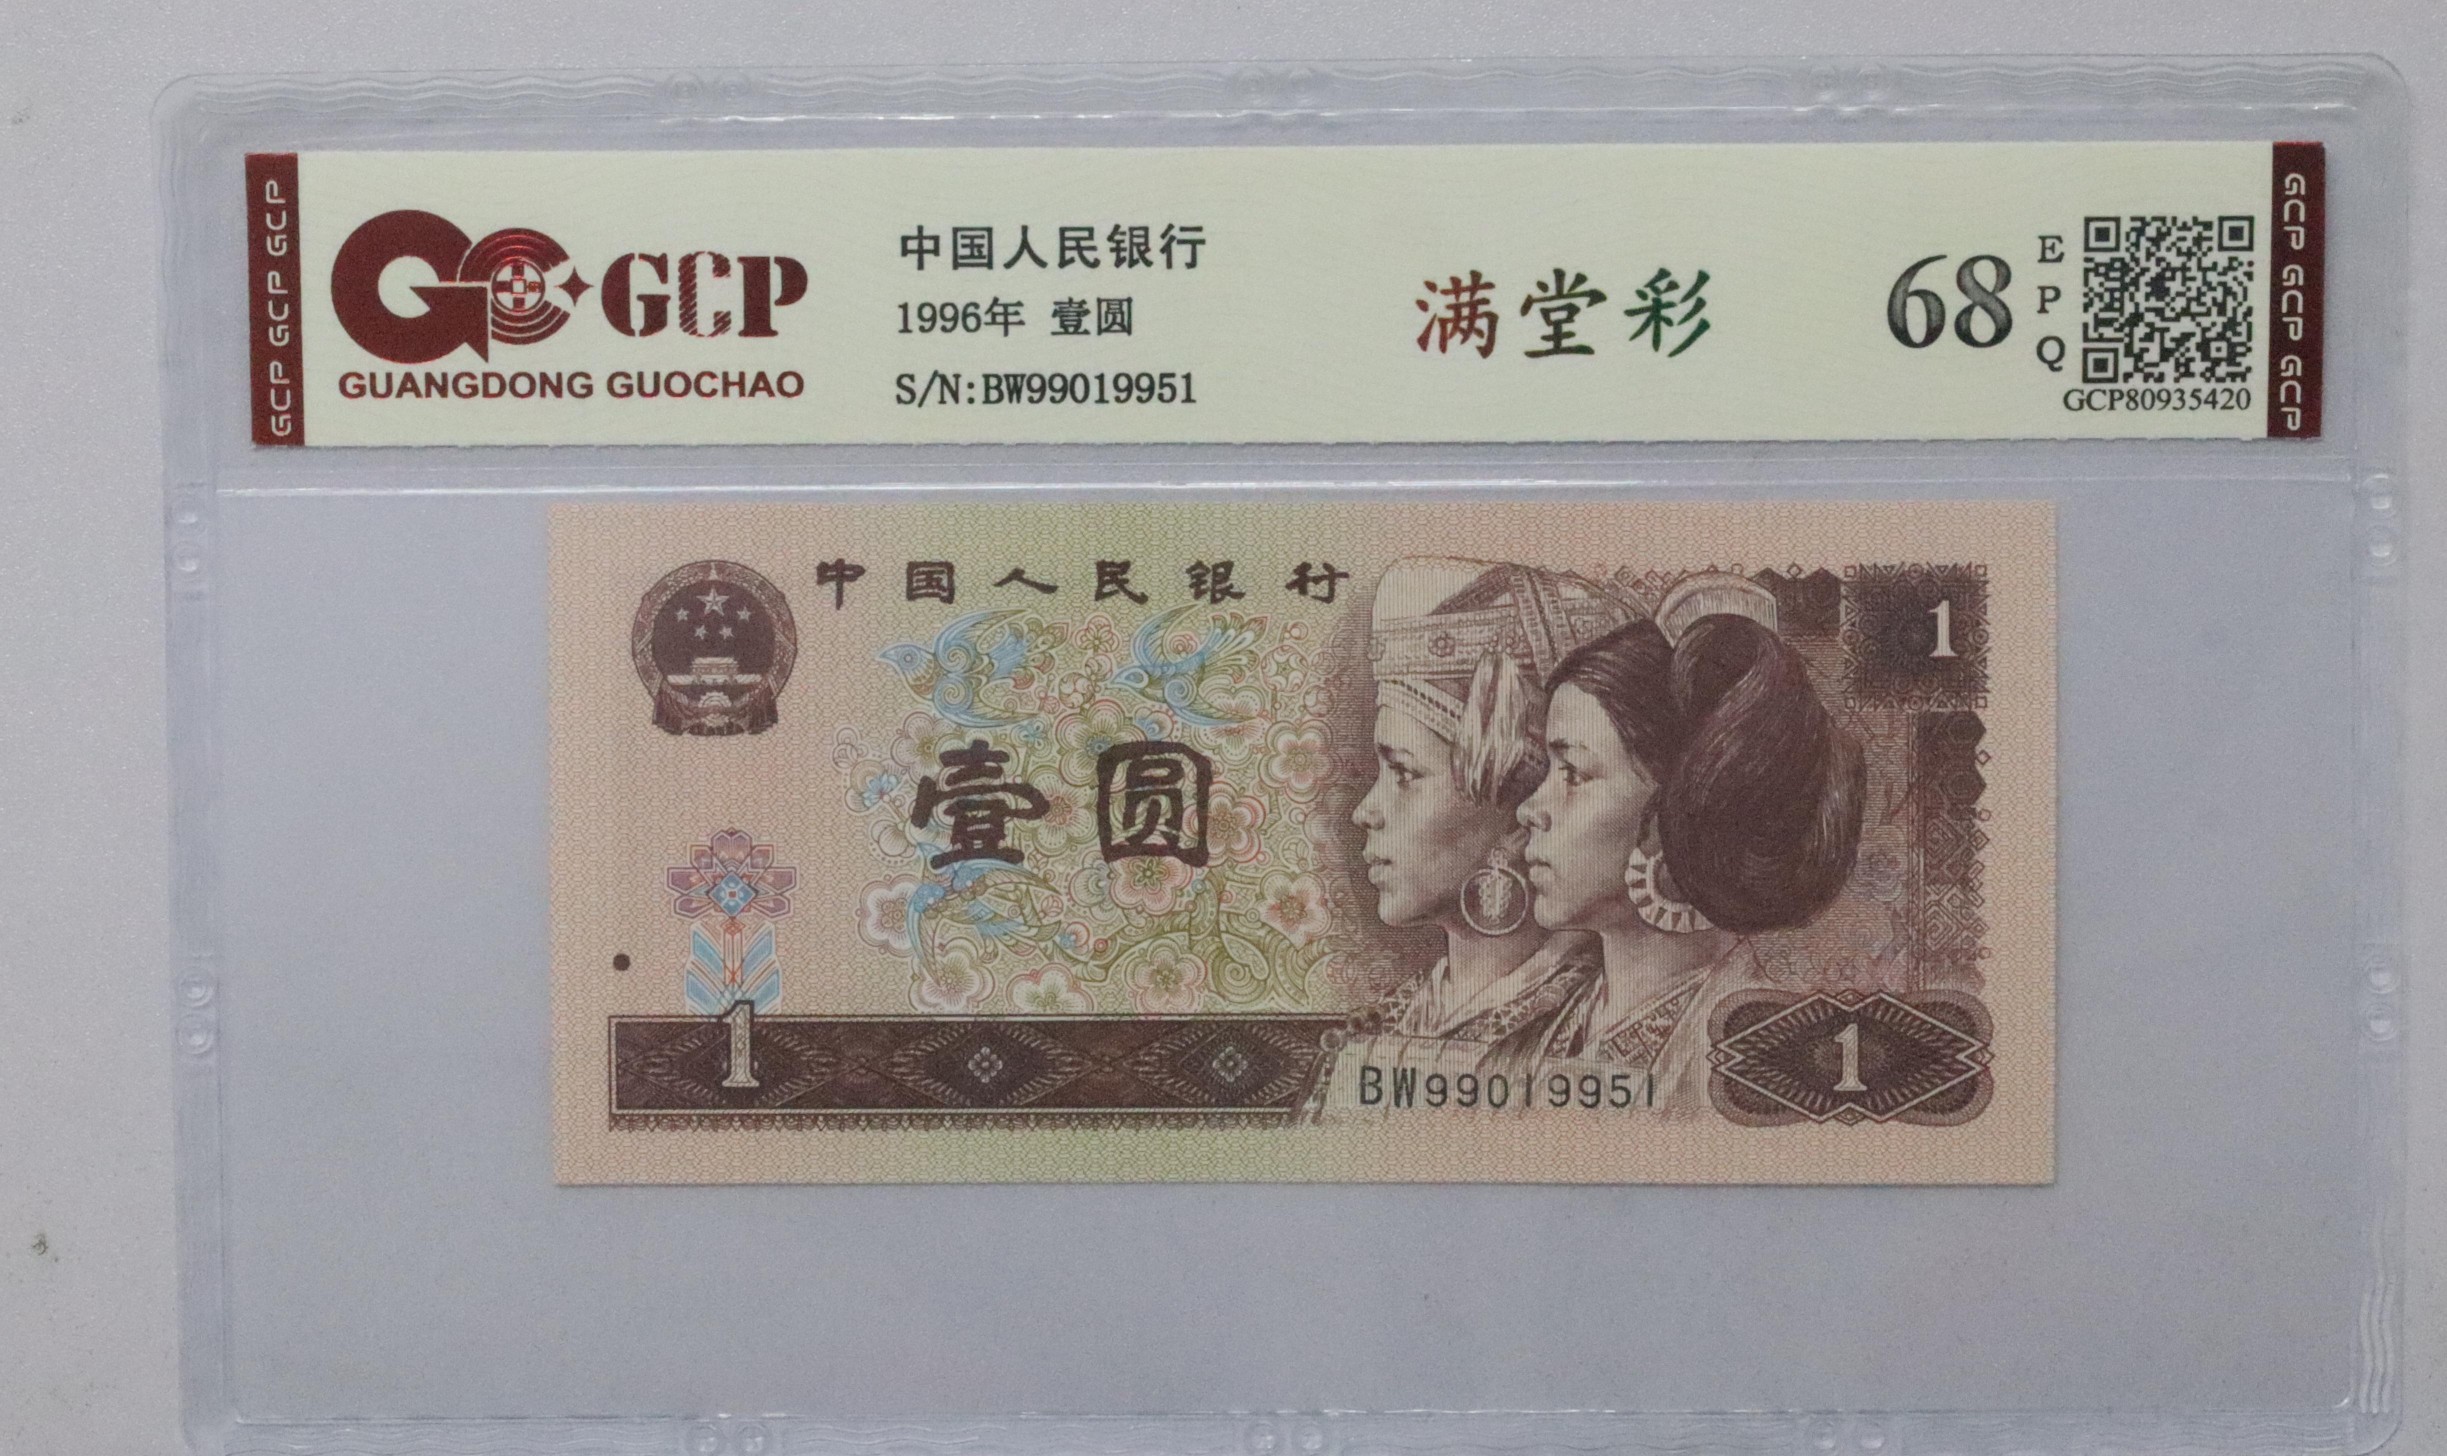 GCP GCP GCP
GCP
GUANGDONG GUOCHAO
中国人民银行
1996年 壹圆
S/N:BW99019951
满堂彩
68
EPQ
GCP80935420
GCP GCP GCP
中国人民银行
1
壹圆
1
BW99019951
1